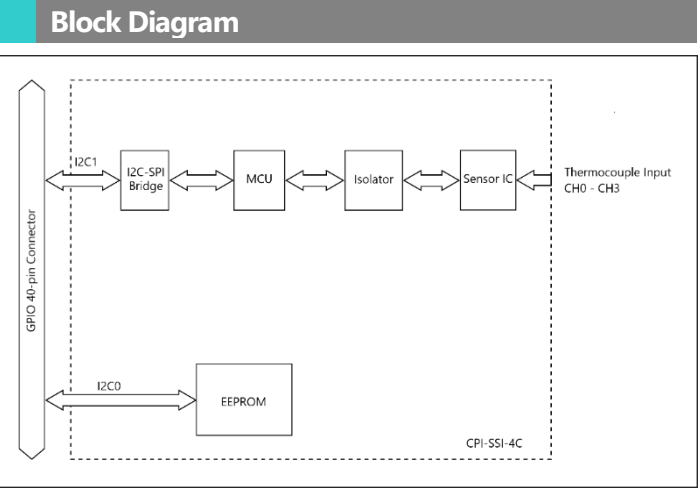 Block Diagram
I2C1
I2C-SPI
Bridge
MCU
Isolator
Sensor IC
Thermocouple Input
CH0 - CH3
GPIO 40-pin Connector
I2C0
EEPROM
CPI-SSI-4C